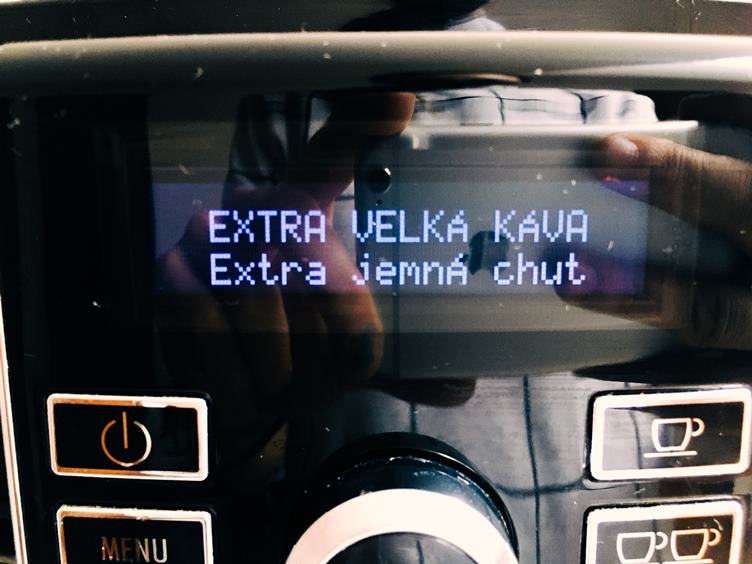 EXTRA VELKÁ KÁVA
Extra jemná chut
MENU